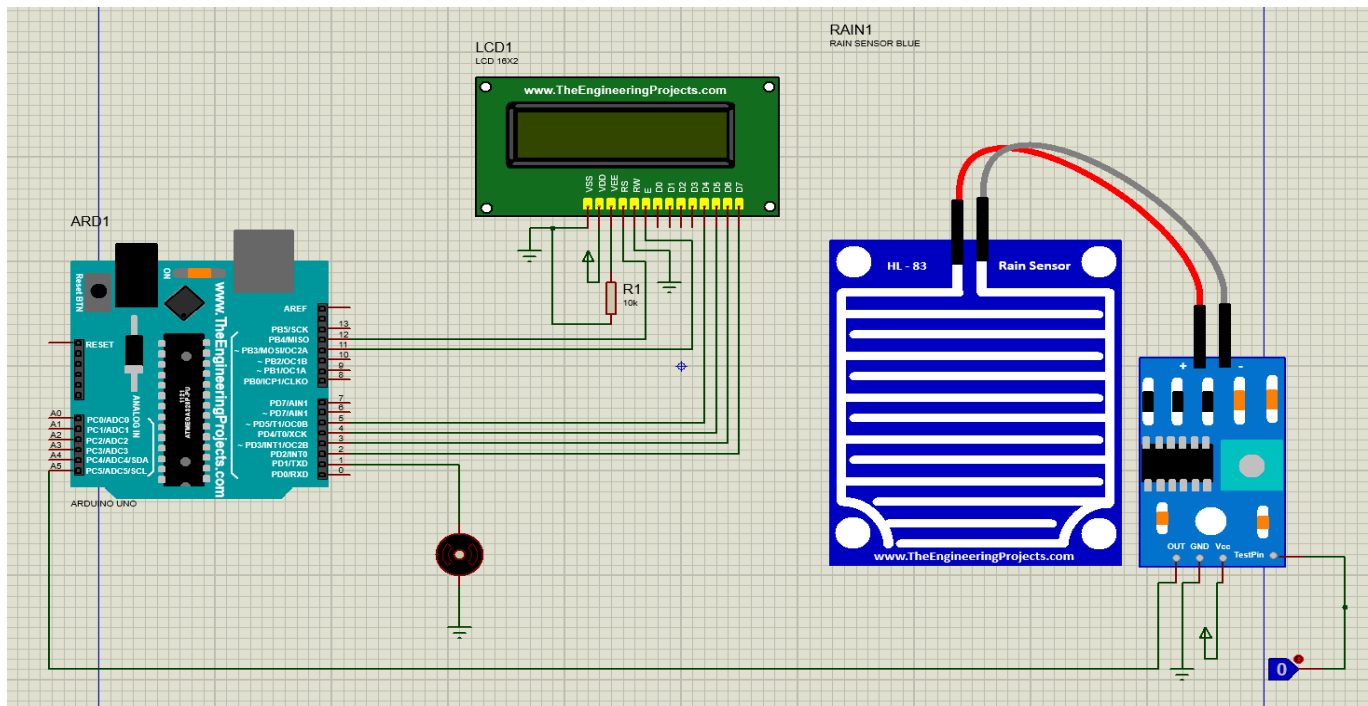 LCD1
LCD 16X2
www.TheEngineeringProjects.com
VSS
VDD
VEE
RS
RW
E
D0
D1
D2
D3
D4
D5
D6
D7
R1
10k
RAIN1
RAIN SENSOR BLUE
HL - 83
Rain Sensor
www.TheEngineeringProjects.com
+
-
OUT GND Vcc TestPin
0
ARD1
Reset BTN
ON
www.TheEngineeringProjects.com
ANALOG IN
1121
ATMEGA328P-PU
AREF
PB5/SCK 13
PB4/MISO 12
~ PB3/MOSI/OC2A 11
~ PB2/OC1B 10
~ PB1/OC1A 9
PB0/ICP1/CLKO 8
PD7/AIN1 7
~ PD7/AIN1 6
~ PD5/T1/OC0B 5
PD4/T0/XCK 4
~ PD3/INT1/OC2B 3
PD2/INT0 2
PD1/TXD 1
PD0/RXD 0
RESET
A0 PC0/ADC0
A1 PC1/ADC1
A2 PC2/ADC2
A3 PC3/ADC3
A4 PC4/ADC4/SDA
A5 PC5/ADC5/SCL
ARDUINO UNO